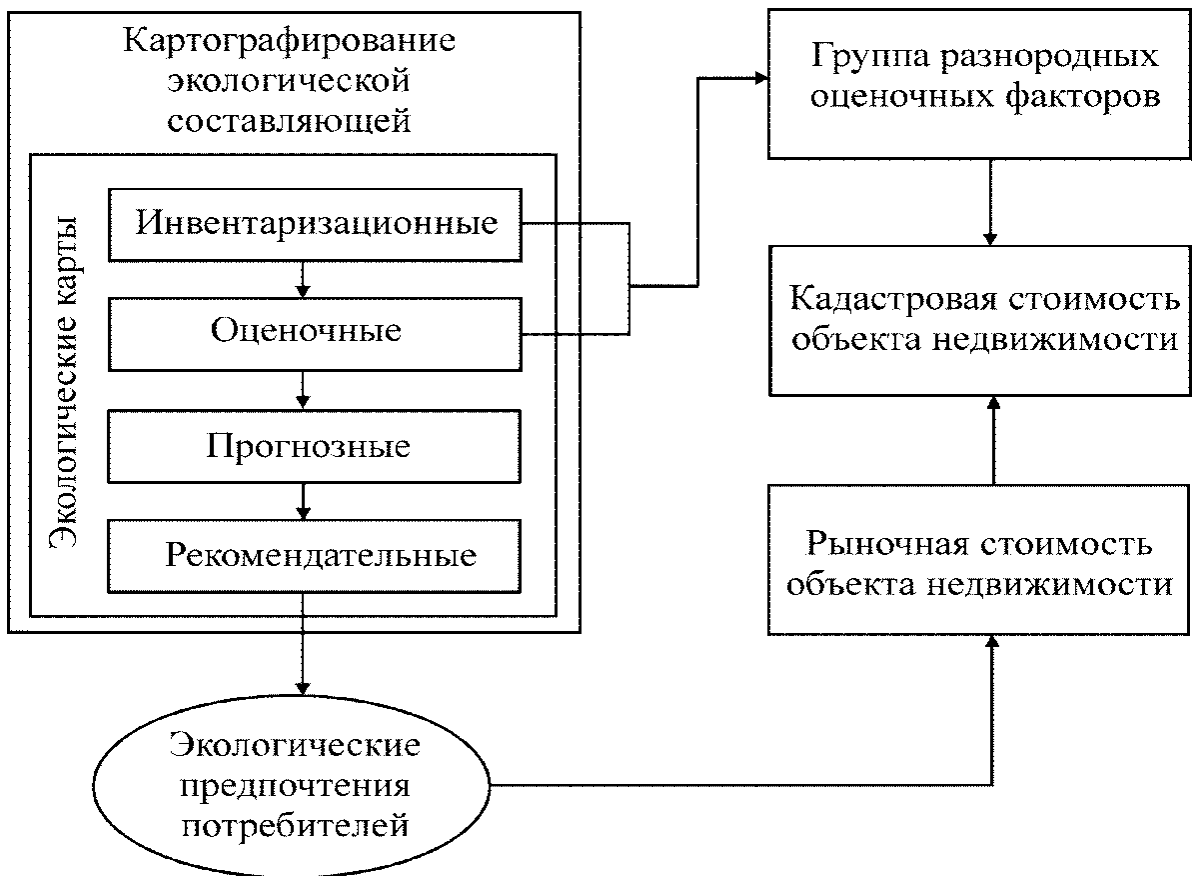 Картографирование
экологической
составляющей
Экологические карты
Инвентаризационные
Оценочные
Прогнозные
Рекомендательные
Экологические
предпочтения
потребителей
Группа разнородных
оценочных факторов
Кадастровая стоимость
объекта недвижимости
Рыночная стоимость
объекта недвижимости